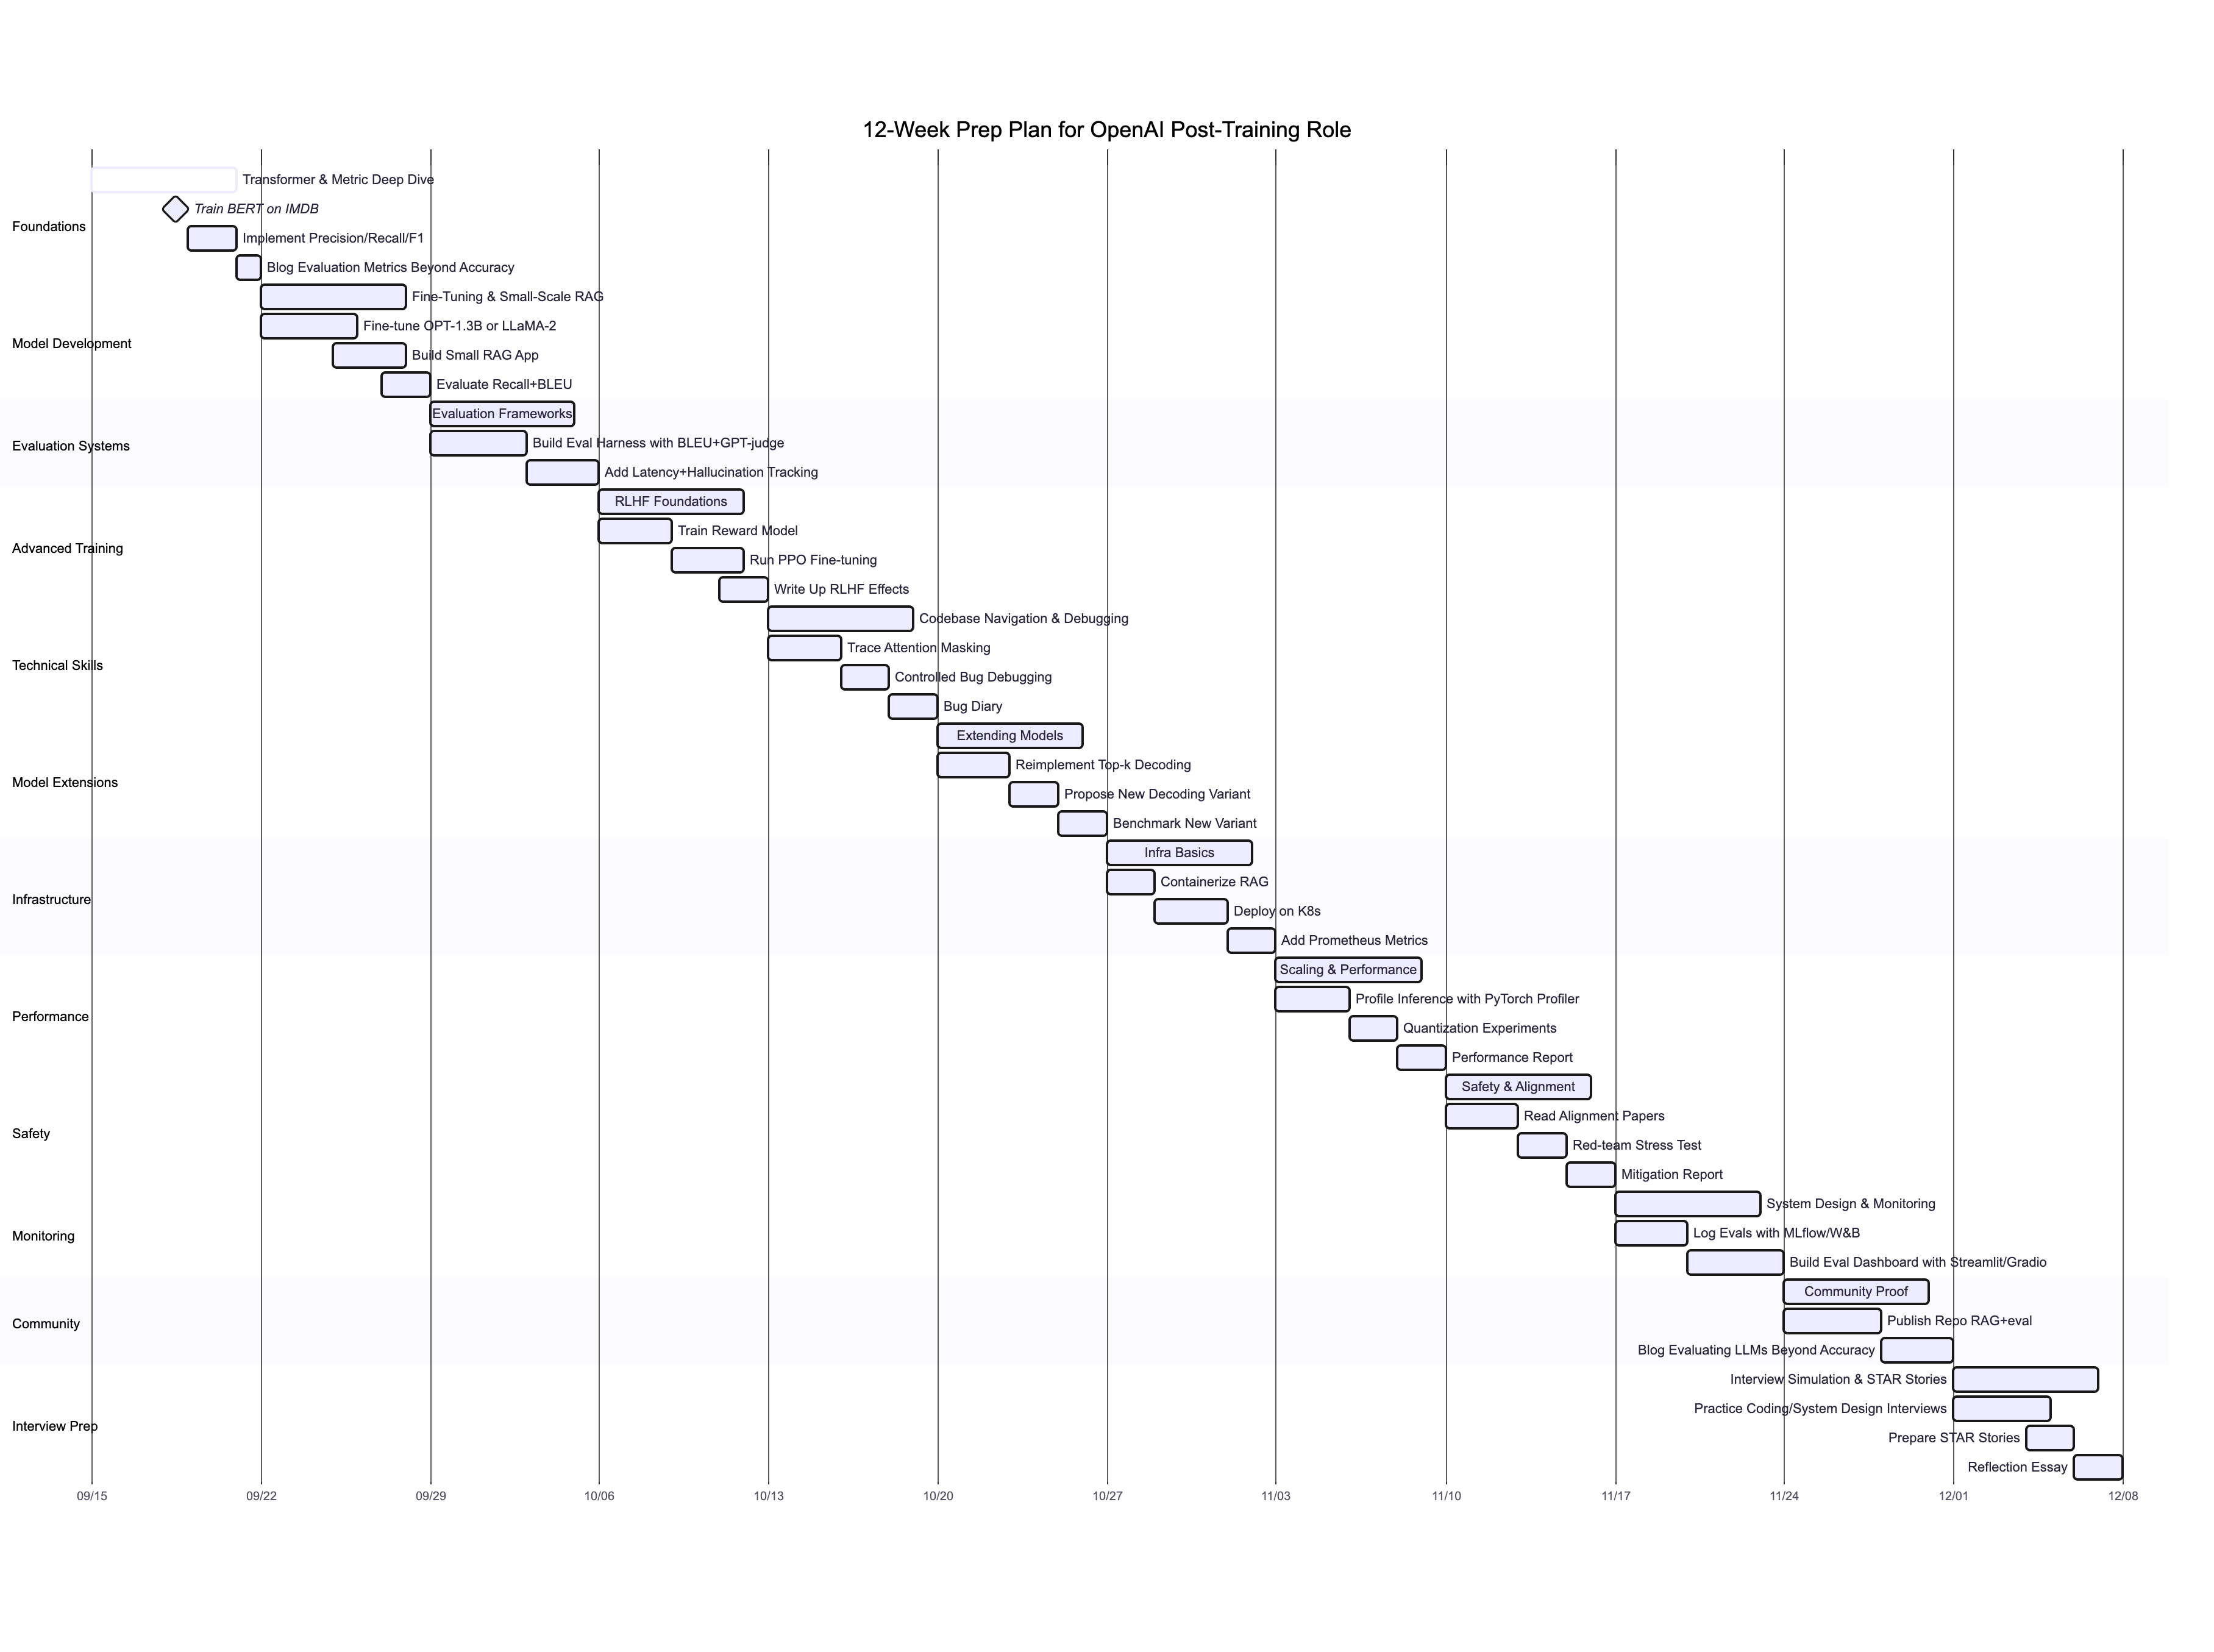 12-Week Prep Plan for OpenAI Post-Training Role
Foundations
Transformer & Metric Deep Dive
Train BERT on IMDB
Implement Precision/Recall/F1
Blog Evaluation Metrics Beyond Accuracy
Model Development
Fine-Tuning & Small-Scale RAG
Fine-tune OPT-1.3B or LLaMA-2
Build Small RAG App
Evaluate Recall+BLEU
Evaluation Systems
Evaluation Frameworks
Build Eval Harness with BLEU+GPT-judge
Add Latency+Hallucination Tracking
Advanced Training
RLHF Foundations
Train Reward Model
Run PPO Fine-tuning
Write Up RLHF Effects
Technical Skills
Codebase Navigation & Debugging
Trace Attention Masking
Controlled Bug Debugging
Bug Diary
Model Extensions
Extending Models
Reimplement Top-k Decoding
Propose New Decoding Variant
Benchmark New Variant
Infrastructure
Infra Basics
Containerize RAG
Deploy on K8s
Add Prometheus Metrics
Performance
Scaling & Performance
Profile Inference with PyTorch Profiler
Quantization Experiments
Performance Report
Safety
Safety & Alignment
Read Alignment Papers
Red-team Stress Test
Mitigation Report
Monitoring
System Design & Monitoring
Log Evals with MLflow/W&B
Build Eval Dashboard with Streamlit/Gradio
Community
Community Proof
Publish Repo RAG+eval
Blog Evaluating LLMs Beyond Accuracy
Interview Prep
Interview Simulation & STAR Stories
Practice Coding/System Design Interviews
Prepare STAR Stories
Reflection Essay
09/15 09/22 09/29 10/06 10/13 10/20 10/27 11/03 11/10 11/17 11/24 12/01 12/08